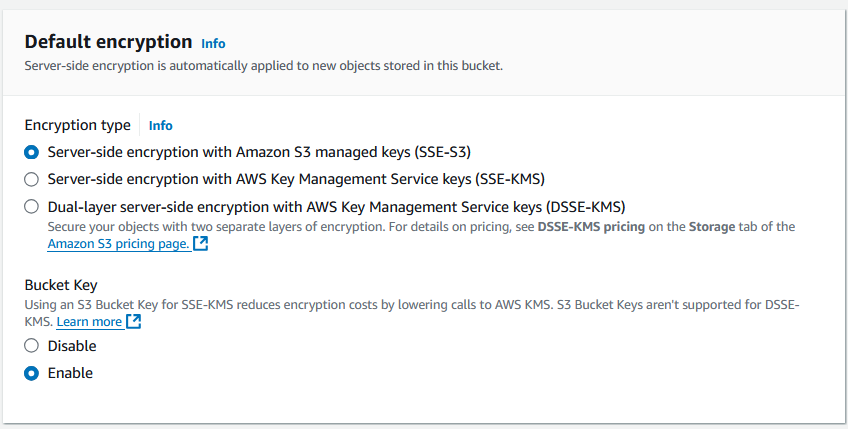 Default encryption Info
Server-side encryption is automatically applied to new objects stored in this bucket.
Encryption type Info
Server-side encryption with Amazon S3 managed keys (SSE-S3)
Server-side encryption with AWS Key Management Service keys (SSE-KMS)
Dual-layer server-side encryption with AWS Key Management Service keys (DSSE-KMS)
Secure your objects with two separate layers of encryption. For details on pricing, see DSSE-KMS pricing on the Storage tab of the
Amazon S3 pricing page.
Bucket Key
Using an S3 Bucket Key for SSE-KMS reduces encryption costs by lowering calls to AWS KMS. S3 Bucket Keys aren't supported for DSSE-
KMS. Learn more
Disable
Enable